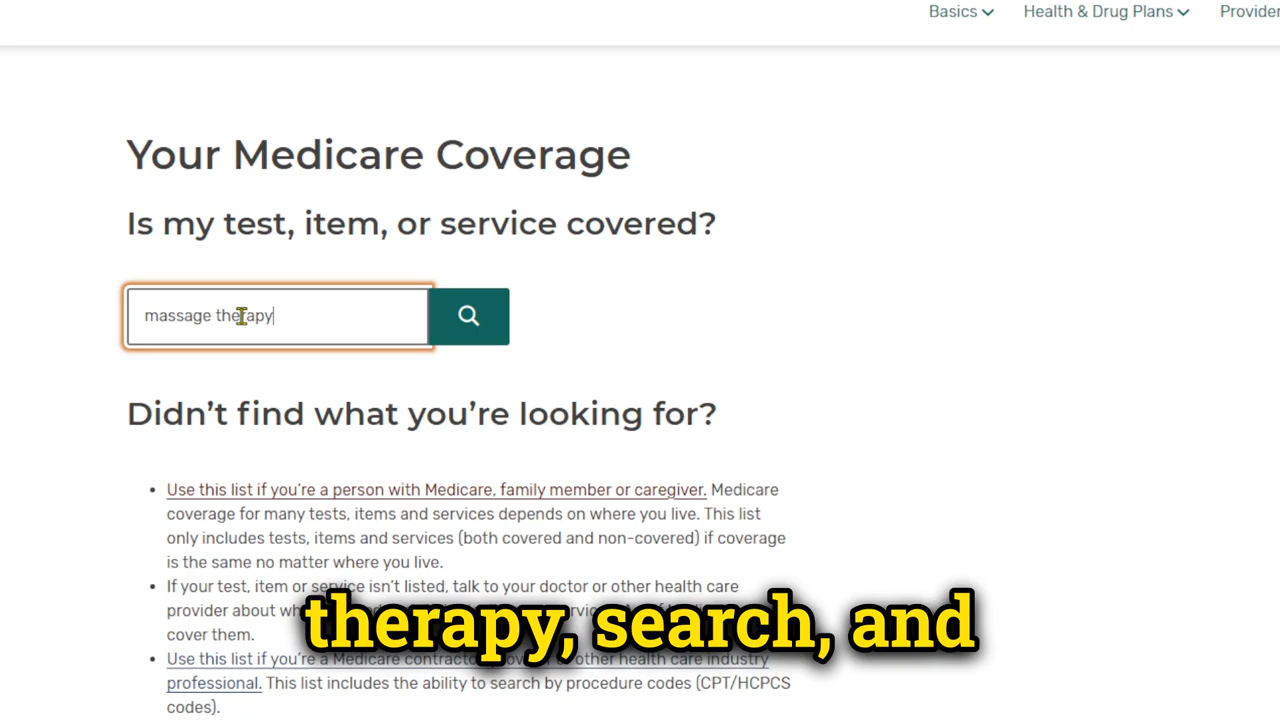 Basics Health & Drug Plans Provider
Your Medicare Coverage
Is my test, item, or service covered?
massage therapy
Didn't find what you're looking for?
Use this list if you're a person with Medicare, family member or caregiver. Medicare
coverage for many tests, items and services depends on where you live. This list
only includes tests, items and services (both covered and non-covered) if coverage
is the same no matter where you live.
If your test, item or service isn't listed, talk to your doctor or other health care
provider about
cover them.
therapy, search, and
Use this list if you're a Medicare contractor, or other health care industry
professional. This list includes the ability to search by procedure codes (CPT/HCPCS
codes).